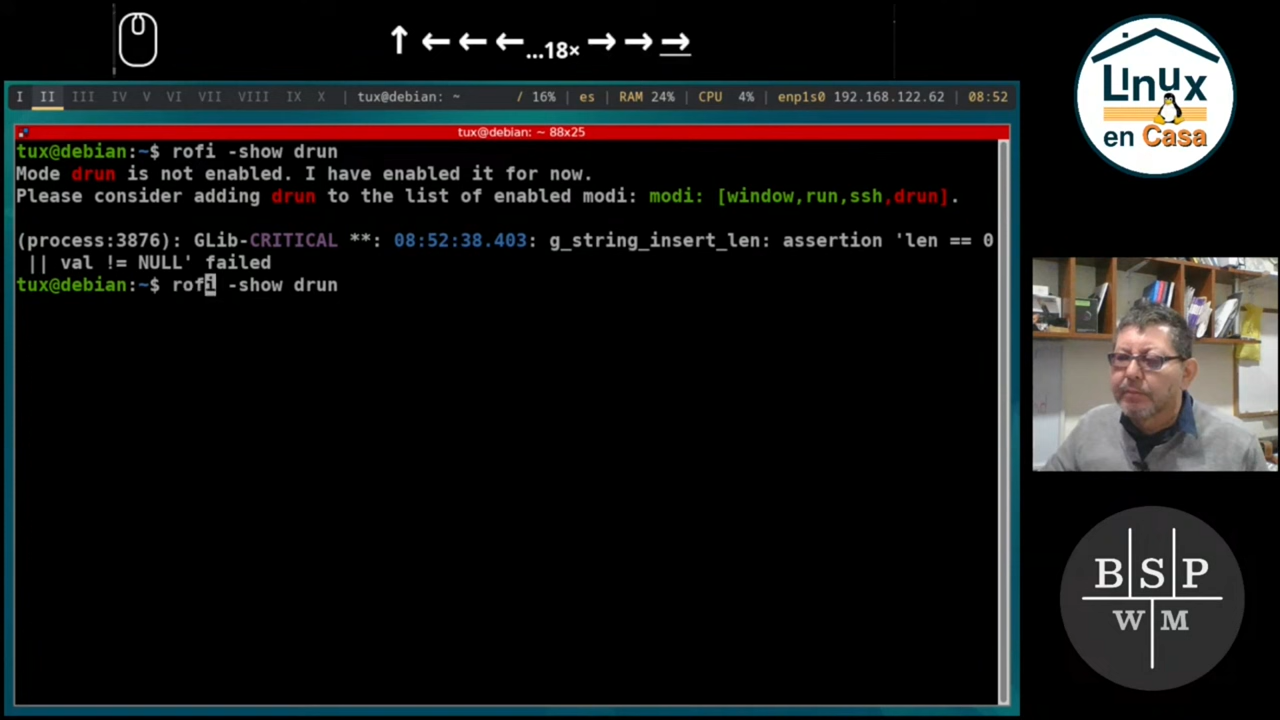 ↑ ← ← ← ...18× → → →
I II III IV V VI VII VIII IX X | tux@debian: ~ / 16% | es | RAM 24% | CPU 4% | enp1s0 192.168.122.62 | 08:52
tux@debian: ~ 88x25
tux@debian:~$ rofi -show drun
Mode drun is not enabled. I have enabled it for now.
Please consider adding drun to the list of enabled modi: modi: [window,run,ssh,drun].
(process:3876): GLib-CRITICAL **: 08:52:38.403: g_string_insert_len: assertion 'len == 0
|| val != NULL' failed
tux@debian:~$ rofi -show drun
Linux
en Casa
B S P
W M